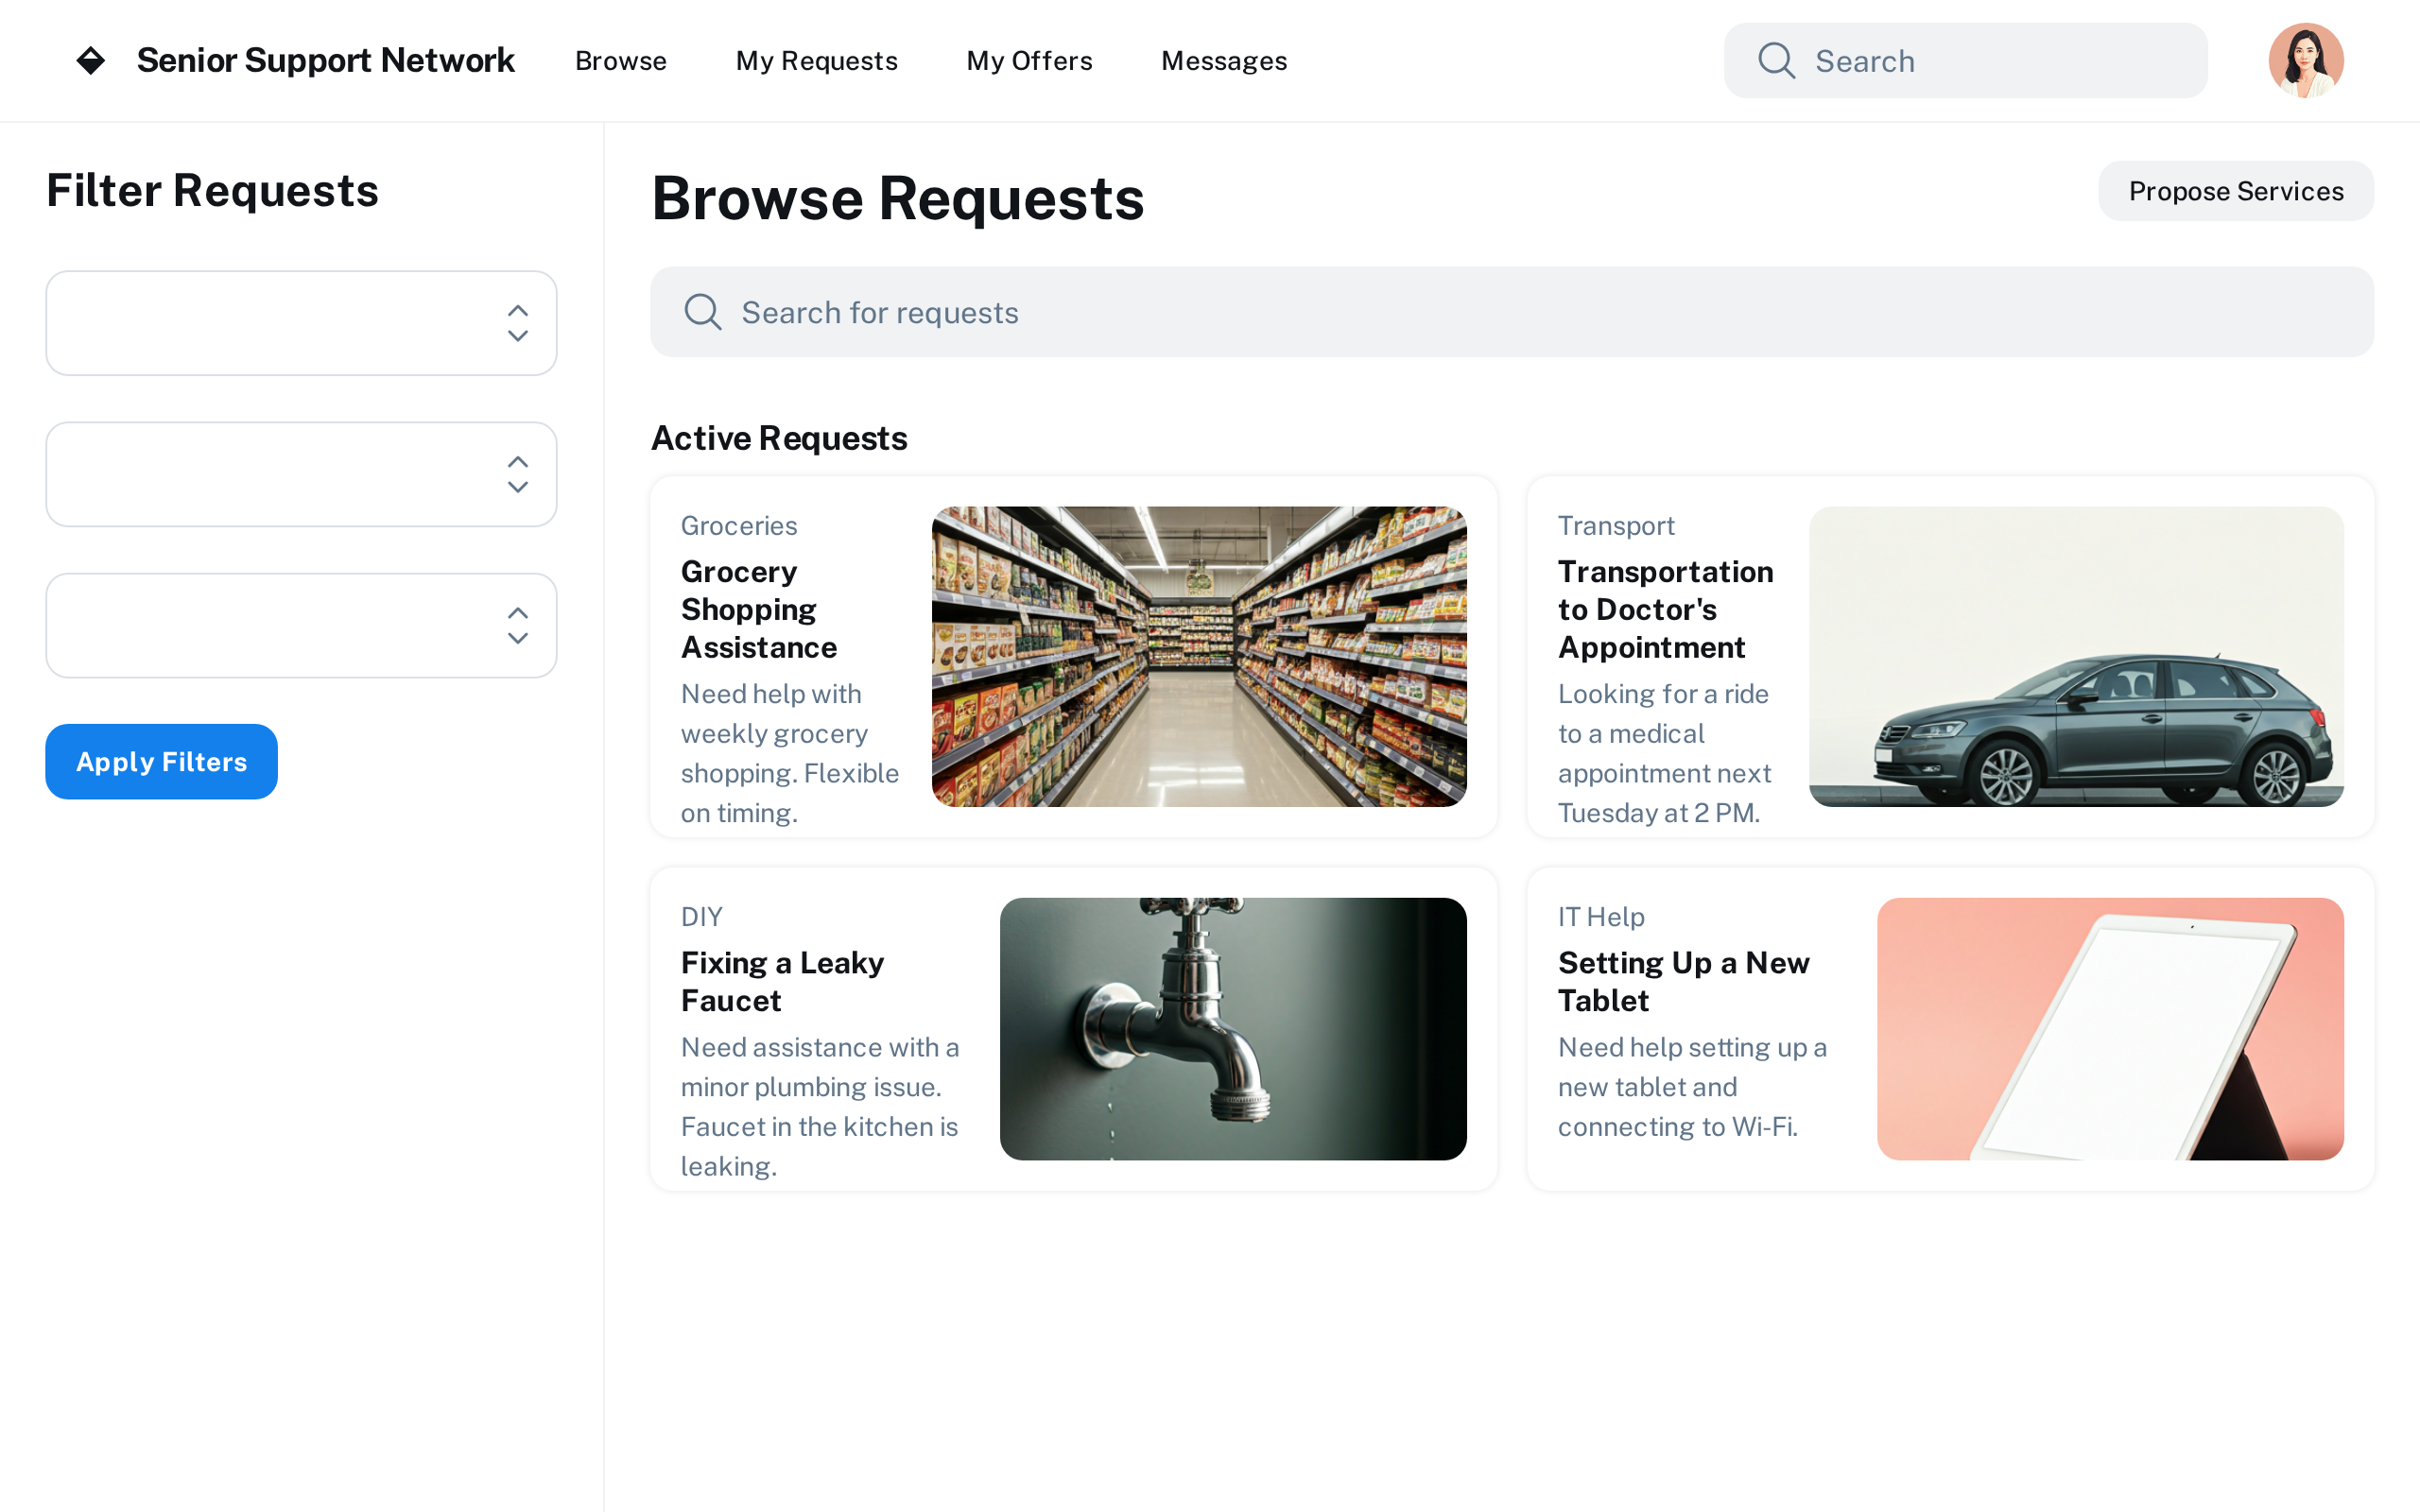 Senior Support Network
Browse
My Requests
My Offers
Messages
Search
Filter Requests
Apply Filters
Browse Requests
Propose Services
Search for requests
Active Requests
Groceries
Grocery
Shopping
Assistance
Need help with
weekly grocery
shopping. Flexible
on timing.
Transport
Transportation
to Doctor's
Appointment
Looking for a ride
to a medical
appointment next
Tuesday at 2 PM.
DIY
Fixing a Leaky
Faucet
Need assistance with a
minor plumbing issue.
Faucet in the kitchen is
leaking.
IT Help
Setting Up a New
Tablet
Need help setting up a
new tablet and
connecting to Wi-Fi.